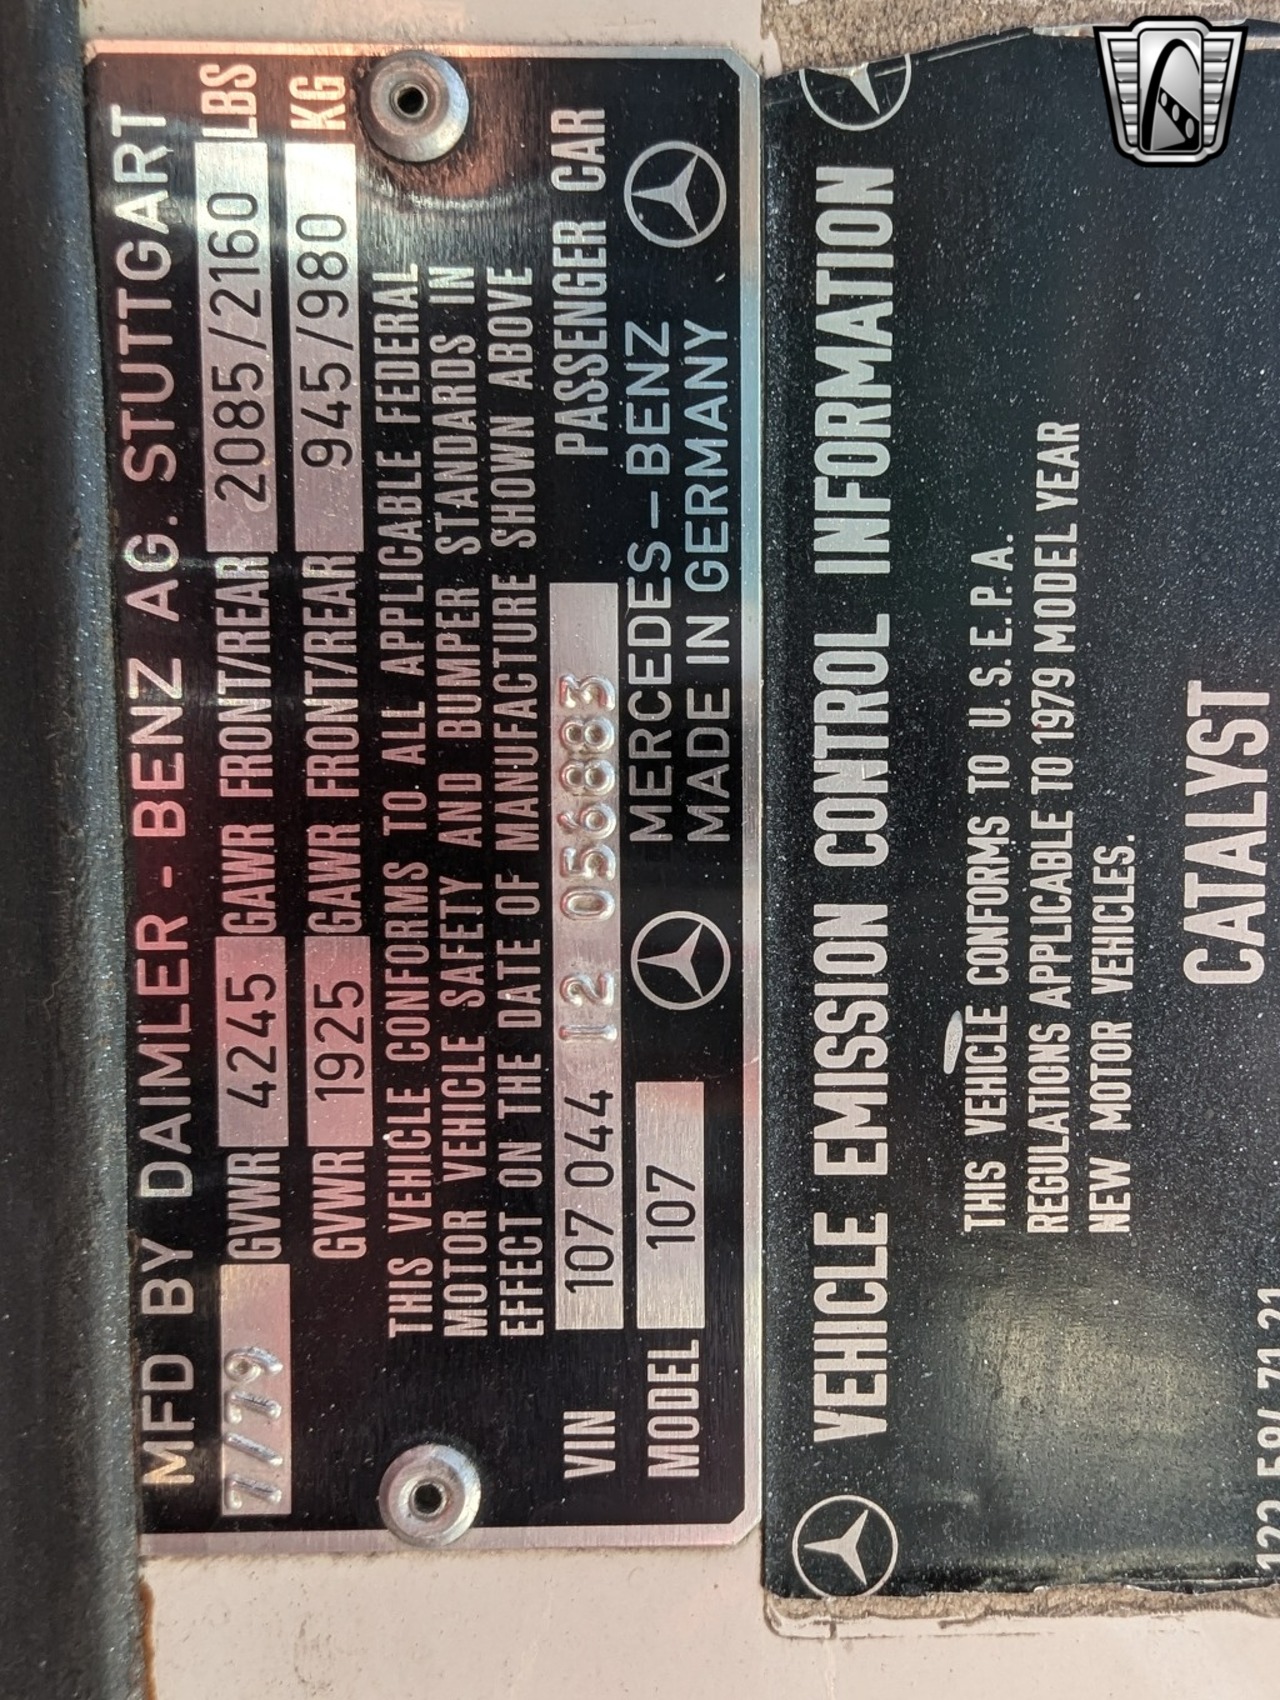 MFD BY DAIMLER - BENZ AG. STUTTGART
7/79 GVWR 4245 GAWR FRONT/REAR 2085/2160 LBS
GVWR 1925 GAWR FRONT/REAR 945/980 KG
THIS VEHICLE CONFORMS TO ALL APPLICABLE FEDERAL
MOTOR VEHICLE SAFETY AND BUMPER STANDARDS IN
EFFECT ON THE DATE OF MANUFACTURE SHOWN ABOVE
VIN 107 044 12 056883 PASSENGER CAR
MODEL 107 MERCEDES-BENZ
MADE IN GERMANY
VEHICLE EMISSION CONTROL INFORMATION
THIS VEHICLE CONFORMS TO U.S.E.P.A.
REGULATIONS APPLICABLE TO 1979 MODEL YEAR
NEW MOTOR VEHICLES.
CATALYST